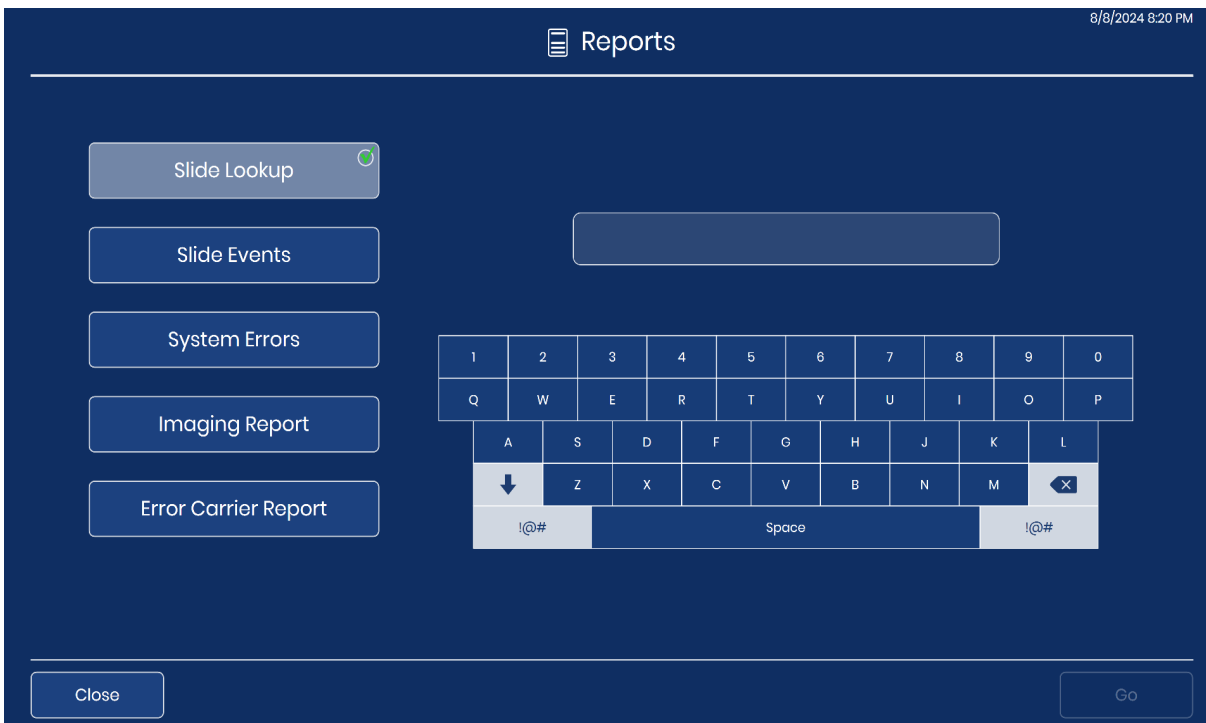 8/8/2024 8:20 PM
Reports
Slide Lookup
Slide Events
System Errors
Imaging Report
Error Carrier Report
1 2 3 4 5 6 7 8 9 0
Q W E R T Y U I O P
A S D F G H J K L
Z X C V B N M
!@# Space !@#
Close
Go